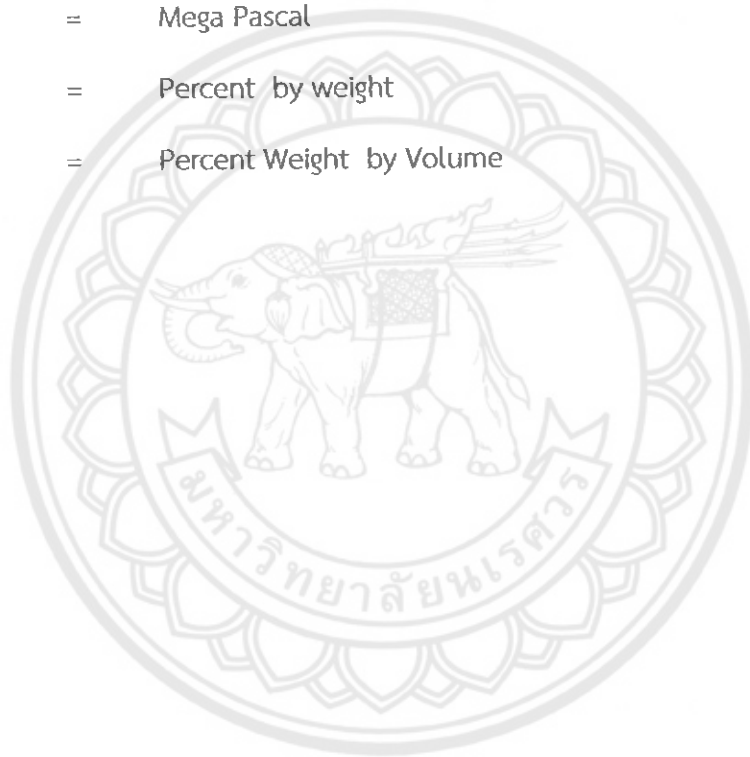 = Mega Pascal
= Percent by weight
= Percent Weight by Volume
มหาวิทยาลัยนเรศวร